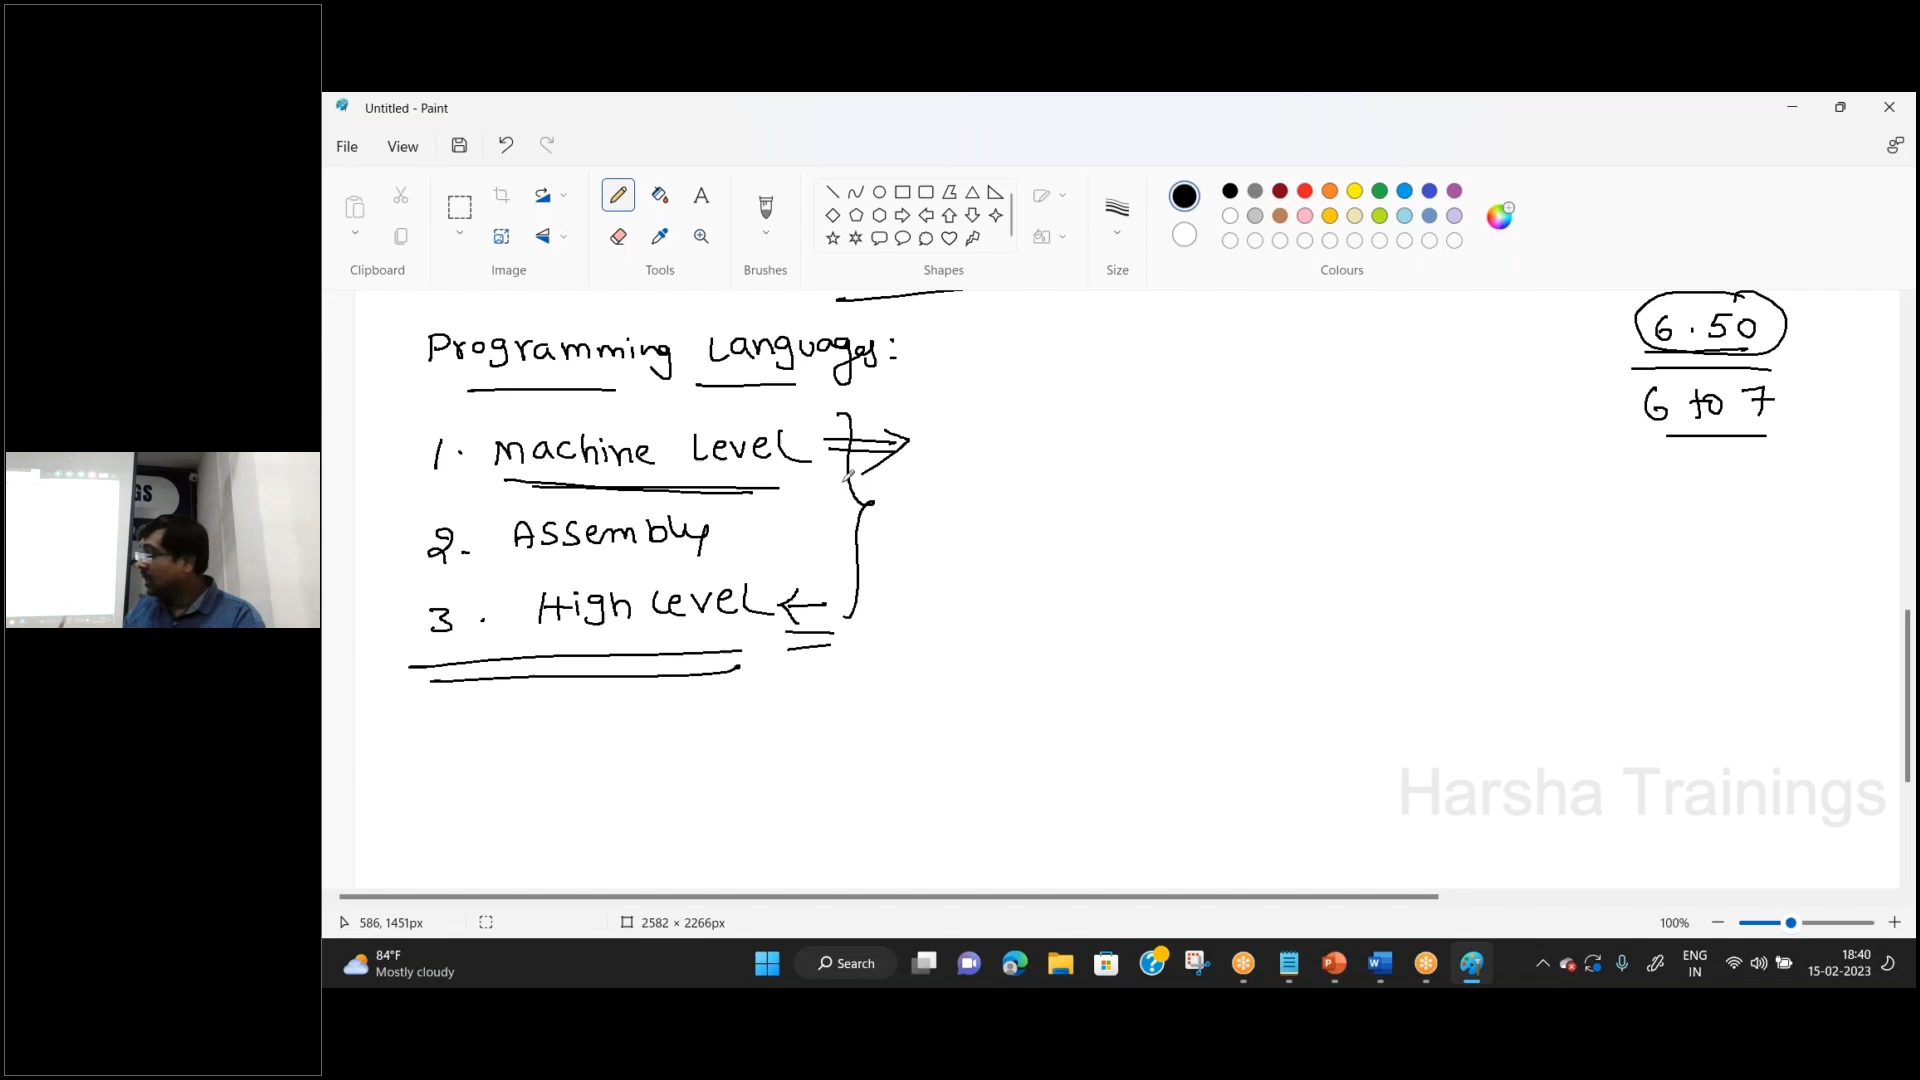 GS
Untitled - Paint
File View
Clipboard Image Tools Brushes Shapes Size Colours
Programming Languages:
1. Machine Level
2. Assembly
3. High Level
6.50
6 to 7
Harsha Trainings
586, 1451px 2582 × 2266px 100%
84°F
Mostly cloudy
Search
ENG
IN
18:40
15-02-2023